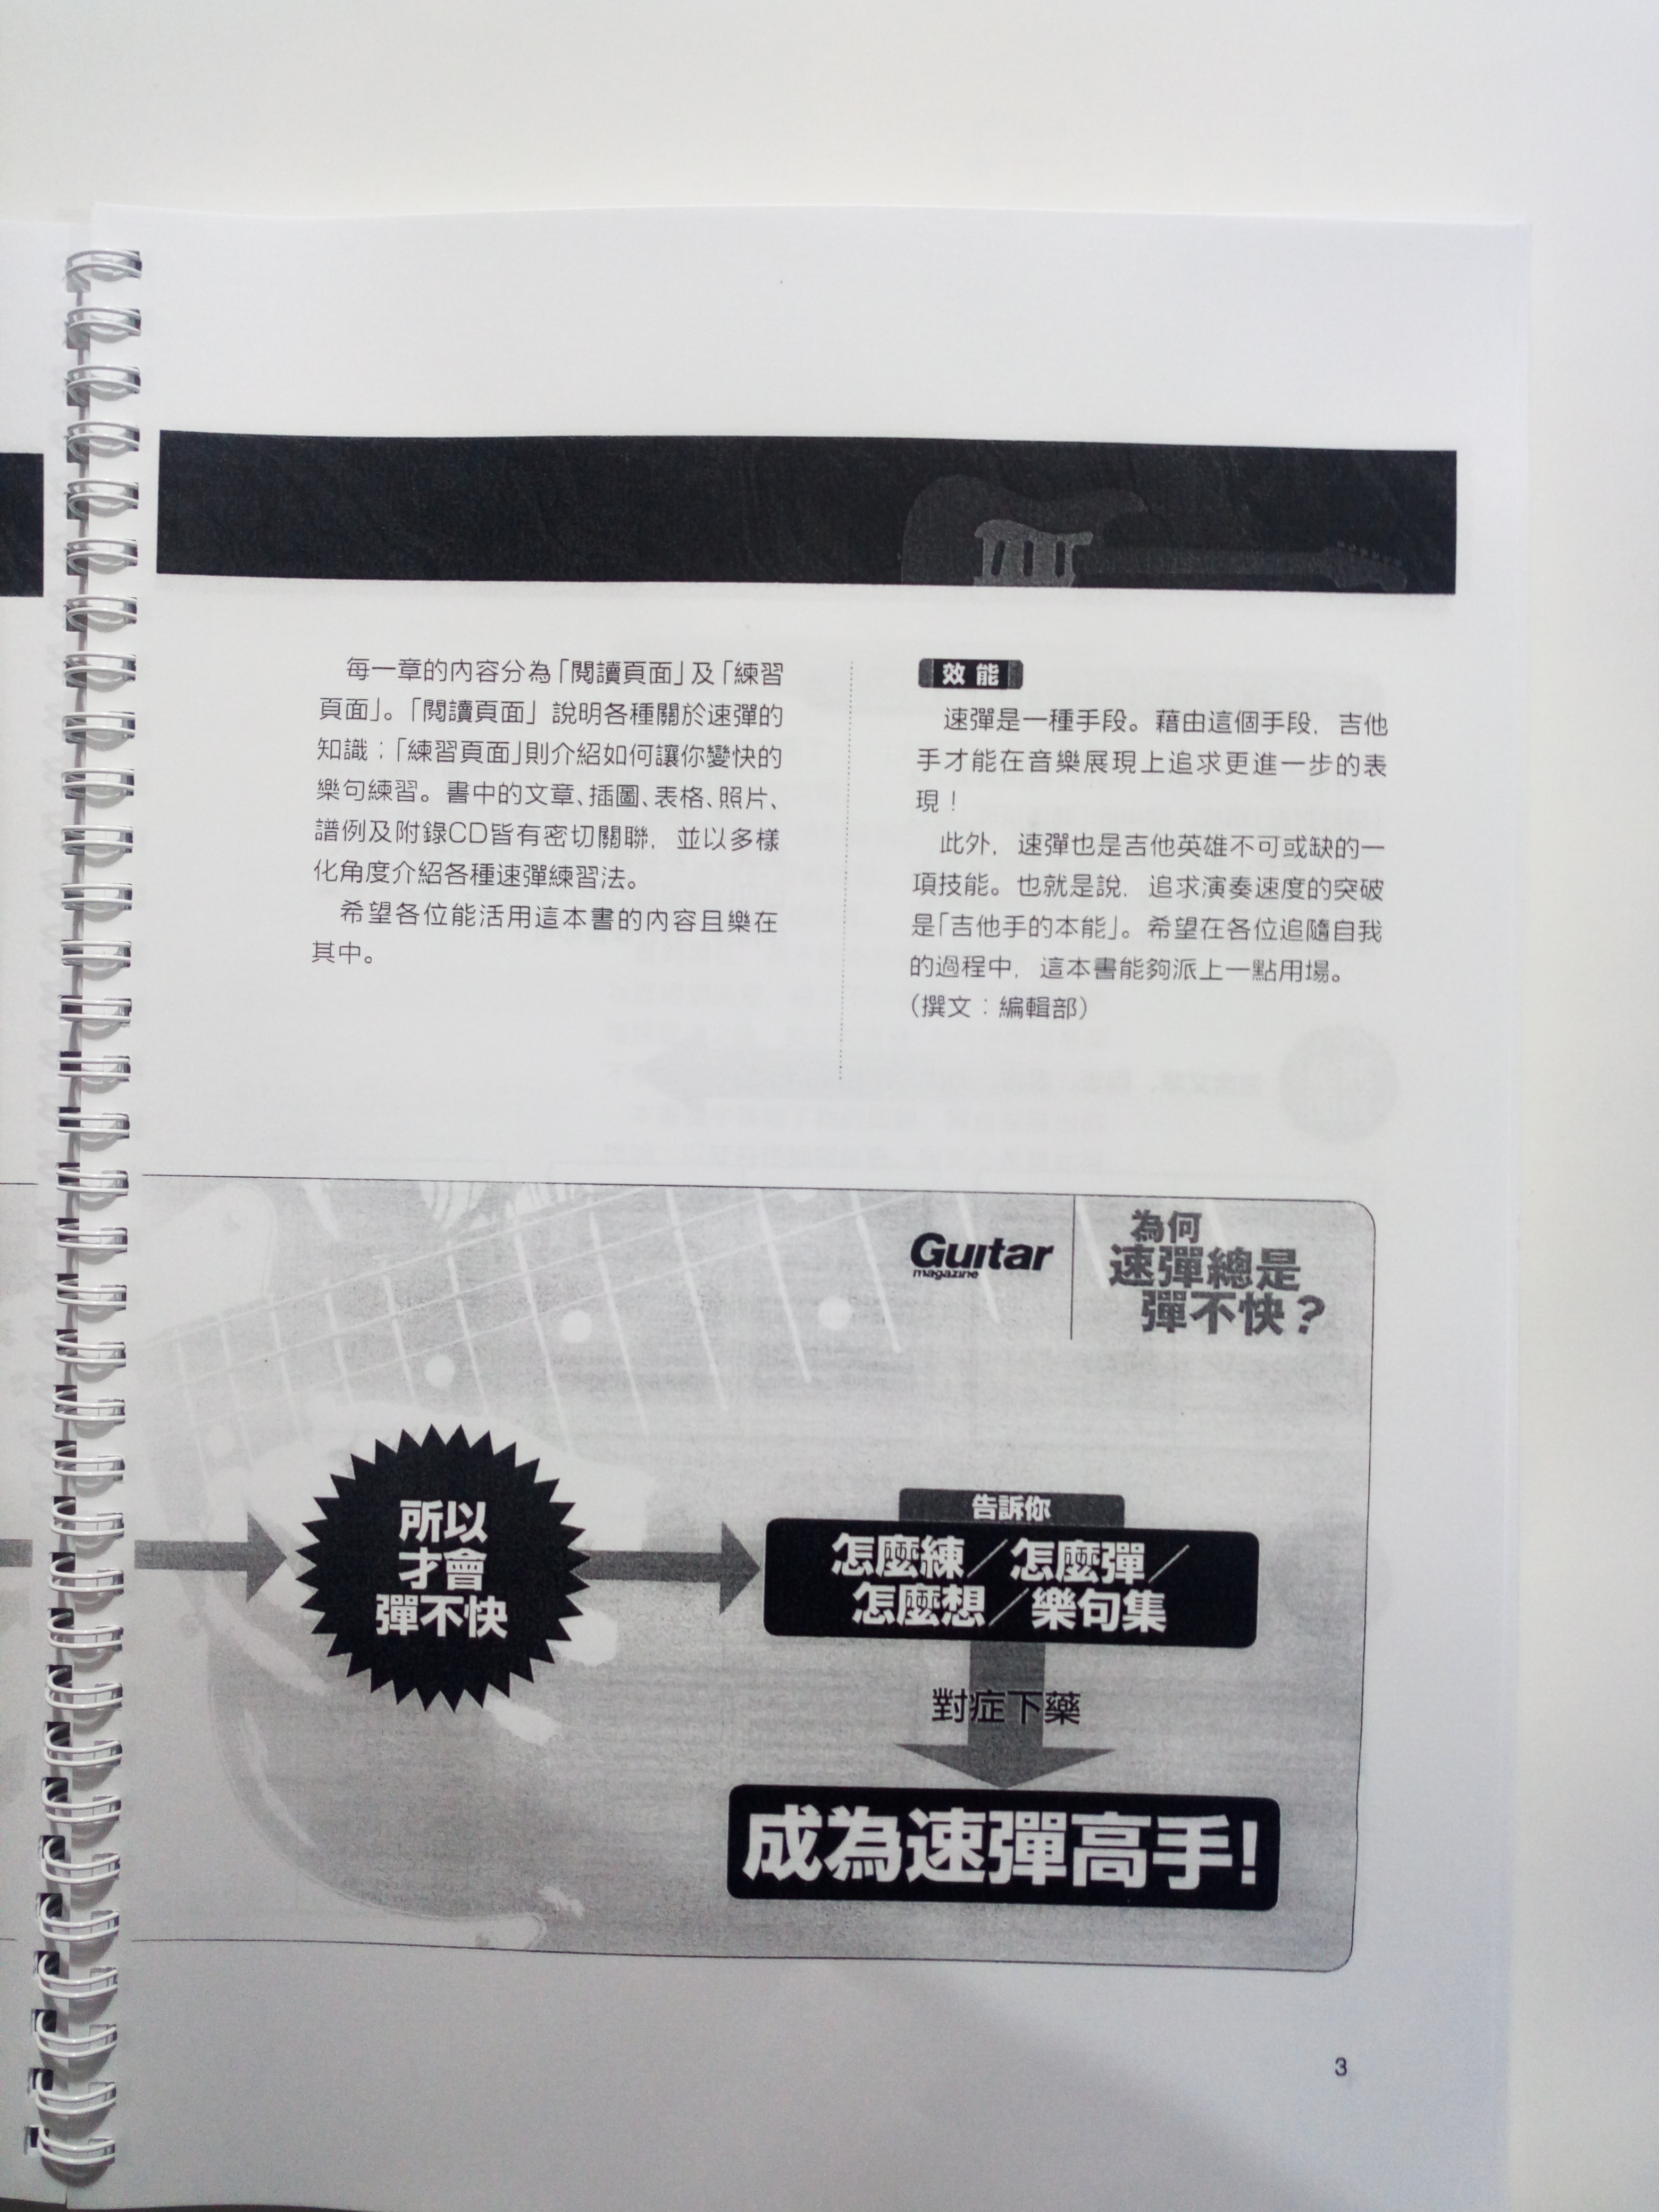 每一章的內容分為「閱讀頁面」及「練習
頁面」。「閱讀頁面」說明各種關於速彈的
知識；「練習頁面」則介紹如何讓你變快的
樂句練習。書中的文章、插圖、表格、照片、
譜例及附錄CD皆有密切關聯，並以多樣
化角度介紹各種速彈練習法。
希望各位能活用這本書的內容且樂在
其中。
效能
速彈是一種手段。藉由這個手段，吉他
手才能在音樂展現上追求更進一步的表
現！
此外，速彈也是吉他英雄不可或缺的一
項技能。也就是說，追求演奏速度的突破
是「吉他手的本能」。希望在各位追隨自我
的過程中，這本書能夠派上一點用場。
（撰文：編輯部）
Guitar
magazine
為何
速彈總是
彈不快？
所以
才會
彈不快
告訴你
怎麼練／怎麼彈／
怎麼想／樂句集
對症下藥
成為速彈高手!
3